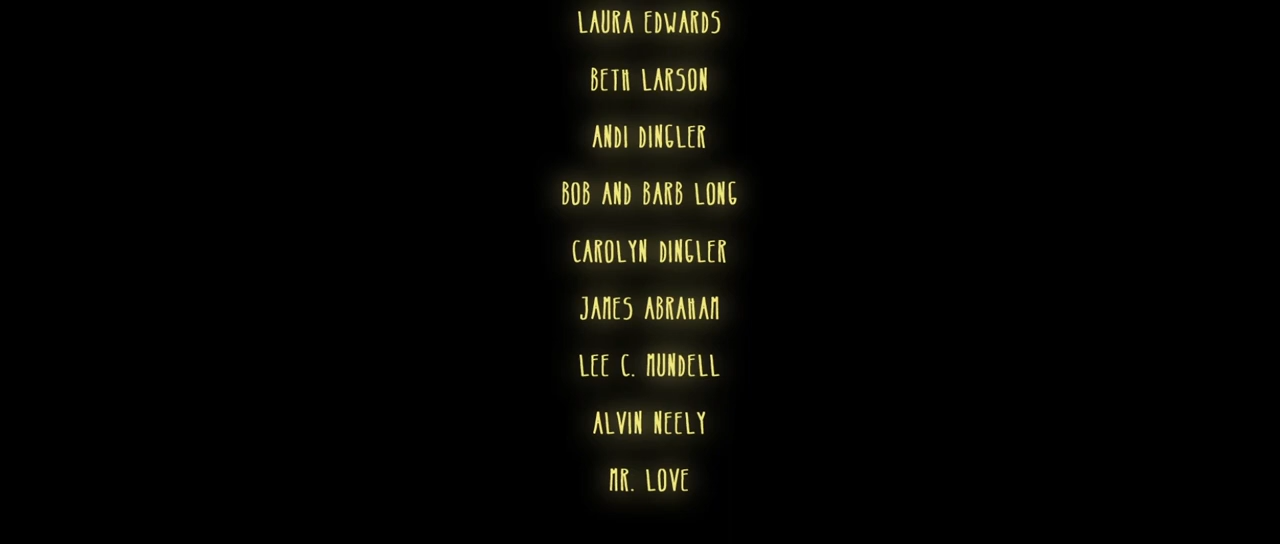 LAURA EDWARDS
BETH LARSON
ANDI DINGLER
BOB AND BARB LONG
CAROLYN DINGLER
JAMES ABRAHAM
LEE C. MUNDELL
ALVIN NEELY
MR. LOVE